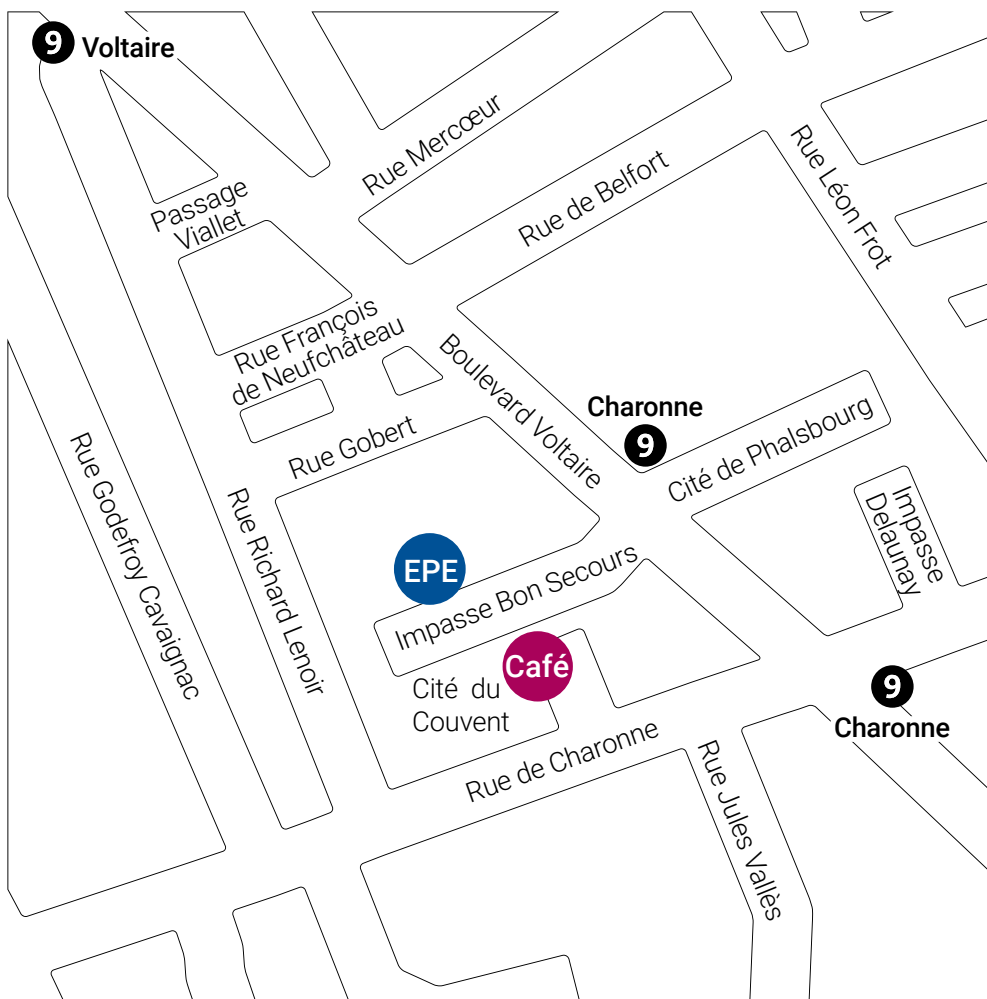 9 Voltaire
Rue Mercœur
Rue Léon Frot
Rue de Belfort
Passage
Viallet
Rue François
de Neufchâteau
Boulevard Voltaire
Charonne
9
Cité de Phalsbourg
Rue Gobert
Rue Godefroy Cavaignac
Rue Richard Lenoir
Impasse
Delaunay
EPE
Impasse Bon Secours
Café
Cité du
Couvent
9
Charonne
Rue de Charonne
Rue Jules Vallès